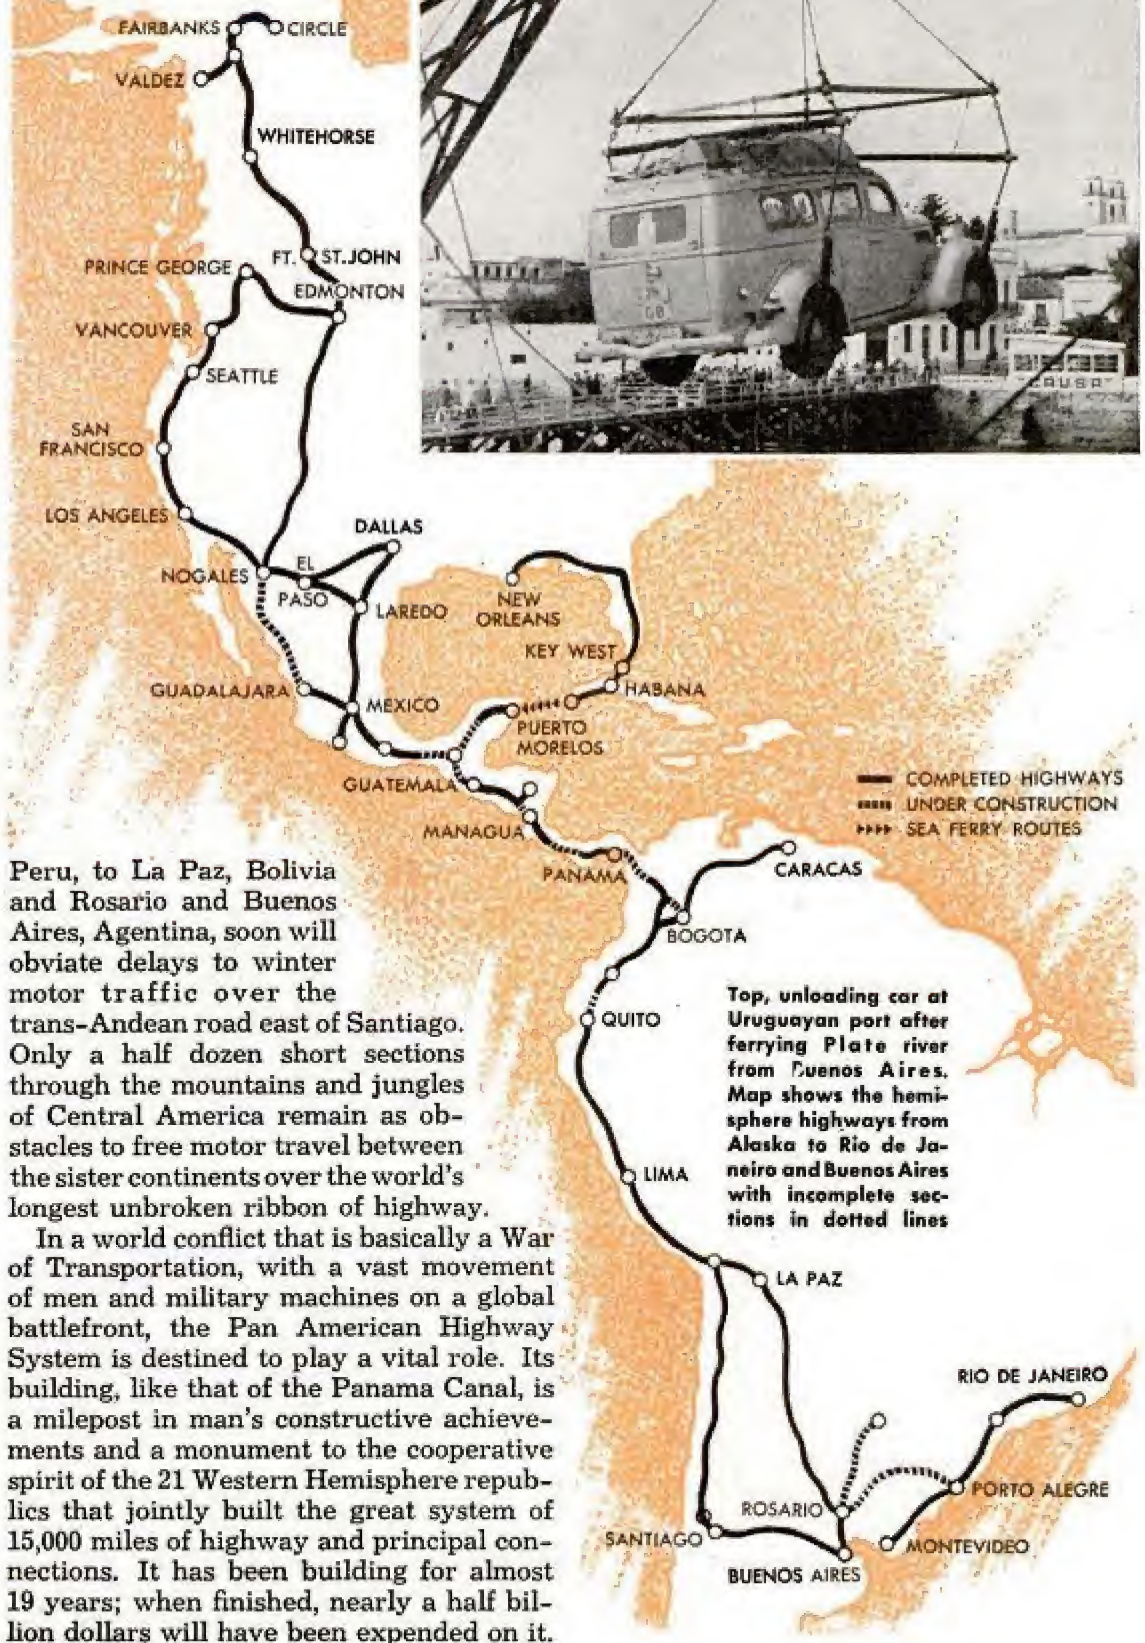 FAIRBANKS
CIRCLE
VALDEZ
WHITEHORSE
FT. ST. JOHN
PRINCE GEORGE
EDMONTON
VANCOUVER
SEATTLE
SAN
FRANCISCO
LOS ANGELES
DALLAS
NOGALES
EL
PASO
LAREDO
NEW
ORLEANS
KEY WEST
HABANA
GUADALAJARA
MEXICO
PUERTO
MORELOS
GUATEMALA
MANAGUA
PANAMA
CARACAS
BOGOTA
COMPLETED HIGHWAYS
UNDER CONSTRUCTION
SEA FERRY ROUTES
CAUSA
Peru, to La Paz, Bolivia
and Rosario and Buenos
Aires, Agentina, soon will
obviate delays to winter
motor traffic over the
trans-Andean road east of Santiago.
Only a half dozen short sections
through the mountains and jungles
of Central America remain as ob-
stacles to free motor travel between
the sister continents over the world's
longest unbroken ribbon of highway.
In a world conflict that is basically a War
of Transportation, with a vast movement
of men and military machines on a global
battlefront, the Pan American Highway
System is destined to play a vital role. Its
building, like that of the Panama Canal, is
a milepost in man's constructive achieve-
ments and a monument to the cooperative
spirit of the 21 Western Hemisphere repub-
lics that jointly built the great system of
15,000 miles of highway and principal con-
nections. It has been building for almost
19 years; when finished, nearly a half bil-
lion dollars will have been expended on it.
QUITO
Top, unloading car at
Uruguayan port after
ferrying Plate river
from Buenos Aires.
Map shows the hemi-
sphere highways from
Alaska to Rio de Ja-
neiro and Buenos Aires
with incomplete sec-
tions in dotted lines
LIMA
LA PAZ
RIO DE JANEIRO
PORTO ALEGRE
ROSARIO
SANTIAGO
MONTEVIDEO
BUENOS AIRES